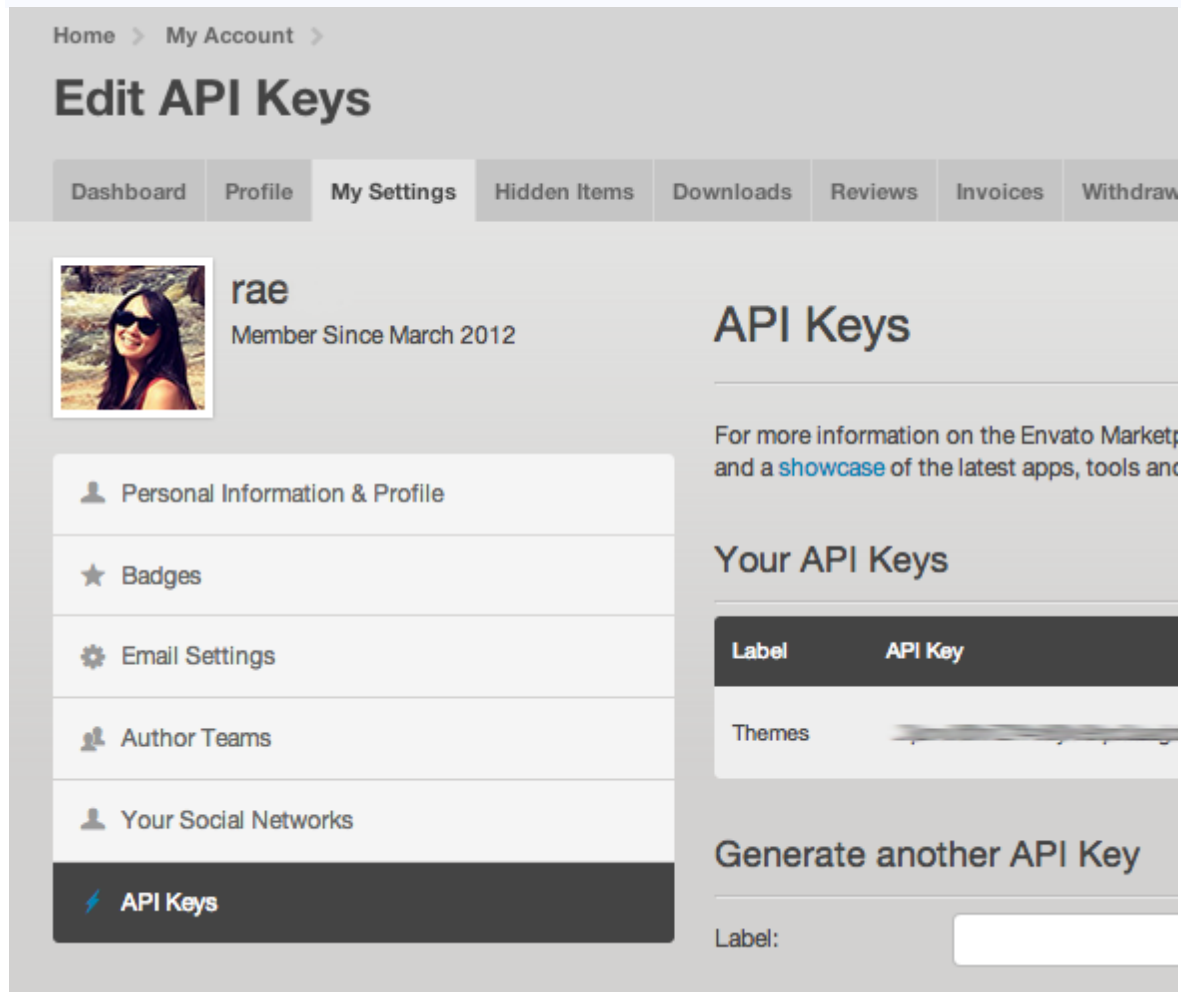 Home > My Account >
Edit API Keys
Dashboard Profile My Settings Hidden Items Downloads Reviews Invoices Withdraw
rae
Member Since March 2012
Personal Information & Profile
Badges
Email Settings
Author Teams
Your Social Networks
API Keys
API Keys
For more information on the Envato
and a showcase of the latest apps, tools
Your API Keys
Label API Key
Themes
Generate another API Key
Label: